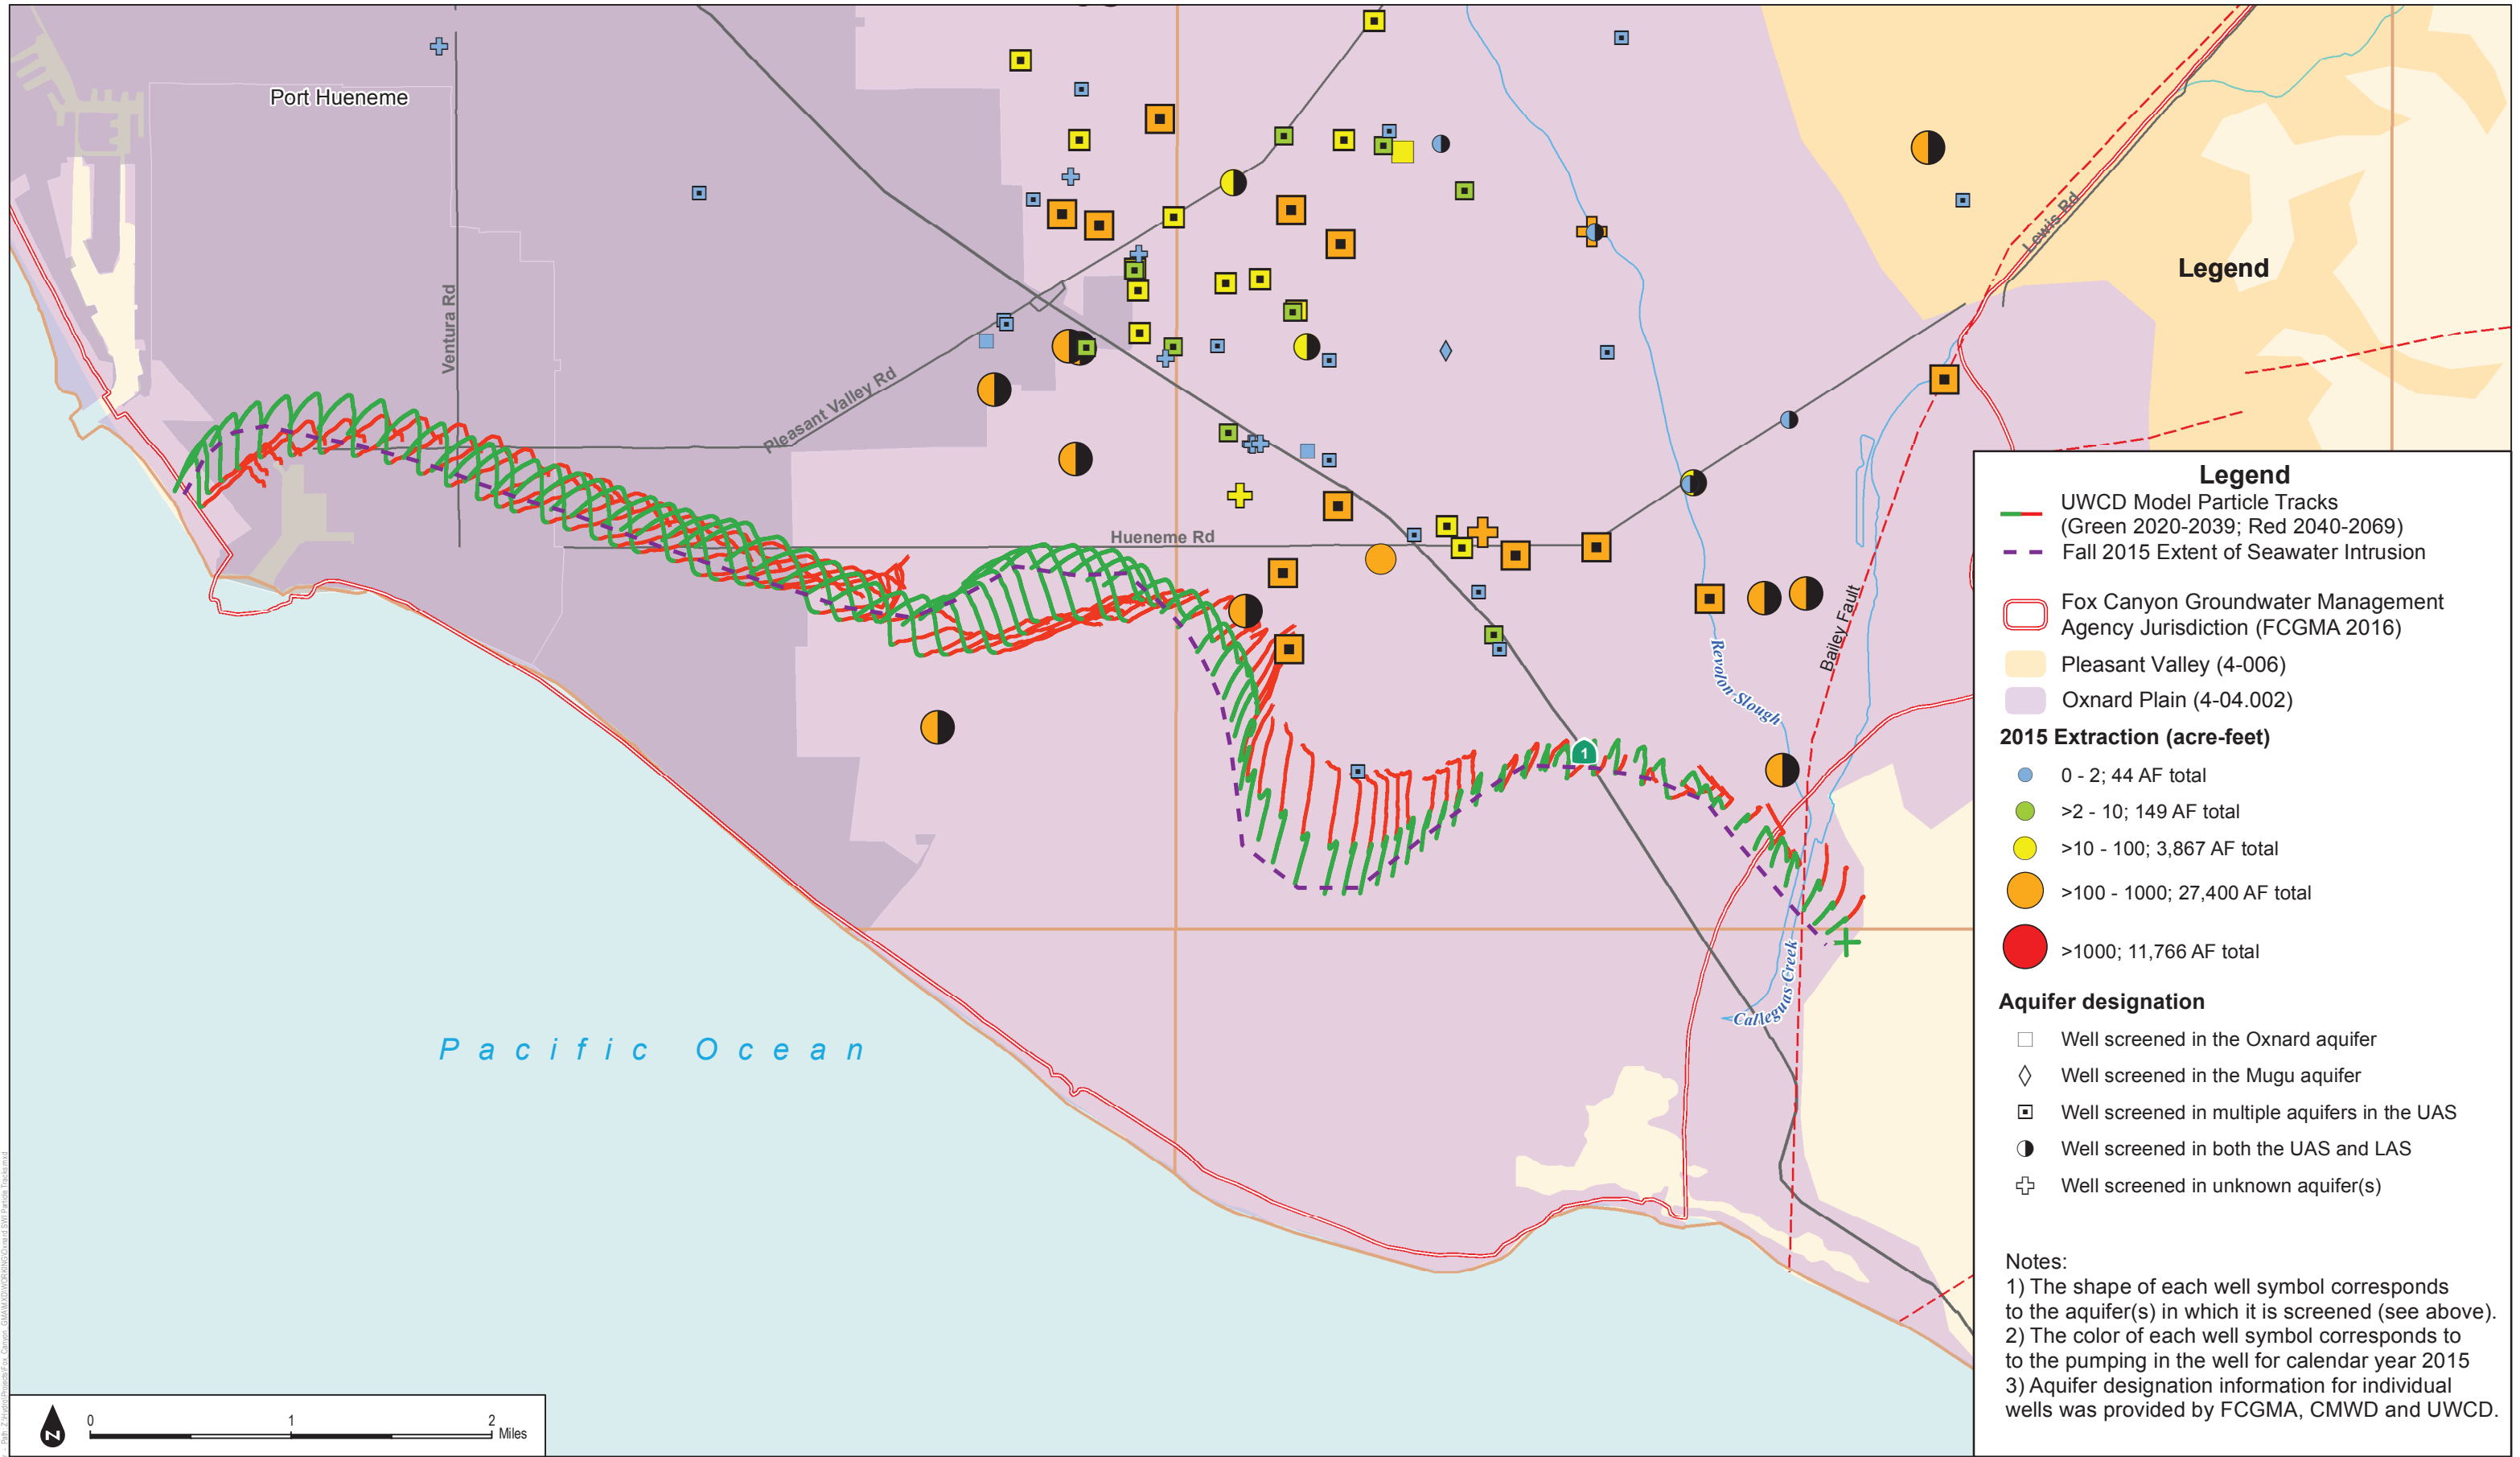 Port Hueneme
Ventura Rd
Pleasant Valley Rd
Hueneme Rd
Lewis Rd
Legend
Bailey Fault
Revolon Slough
1
Calleguas Creek
Pacific Ocean
N
0 1 2 Miles
Legend
UWCD Model Particle Tracks
(Green 2020-2039; Red 2040-2069)
Fall 2015 Extent of Seawater Intrusion
Fox Canyon Groundwater Management
Agency Jurisdiction (FCGMA 2016)
Pleasant Valley (4-006)
Oxnard Plain (4-04.002)
2015 Extraction (acre-feet)
0 - 2; 44 AF total
>2 - 10; 149 AF total
>10 - 100; 3,867 AF total
>100 - 1000; 27,400 AF total
>1000; 11,766 AF total
Aquifer designation
Well screened in the Oxnard aquifer
Well screened in the Mugu aquifer
Well screened in multiple aquifers in the UAS
Well screened in both the UAS and LAS
Well screened in unknown aquifer(s)
Notes:
1) The shape of each well symbol corresponds
to the aquifer(s) in which it is screened (see above).
2) The color of each well symbol corresponds to
to the pumping in the well for calendar year 2015
3) Aquifer designation information for individual
wells was provided by FCGMA, CMWD and UWCD.